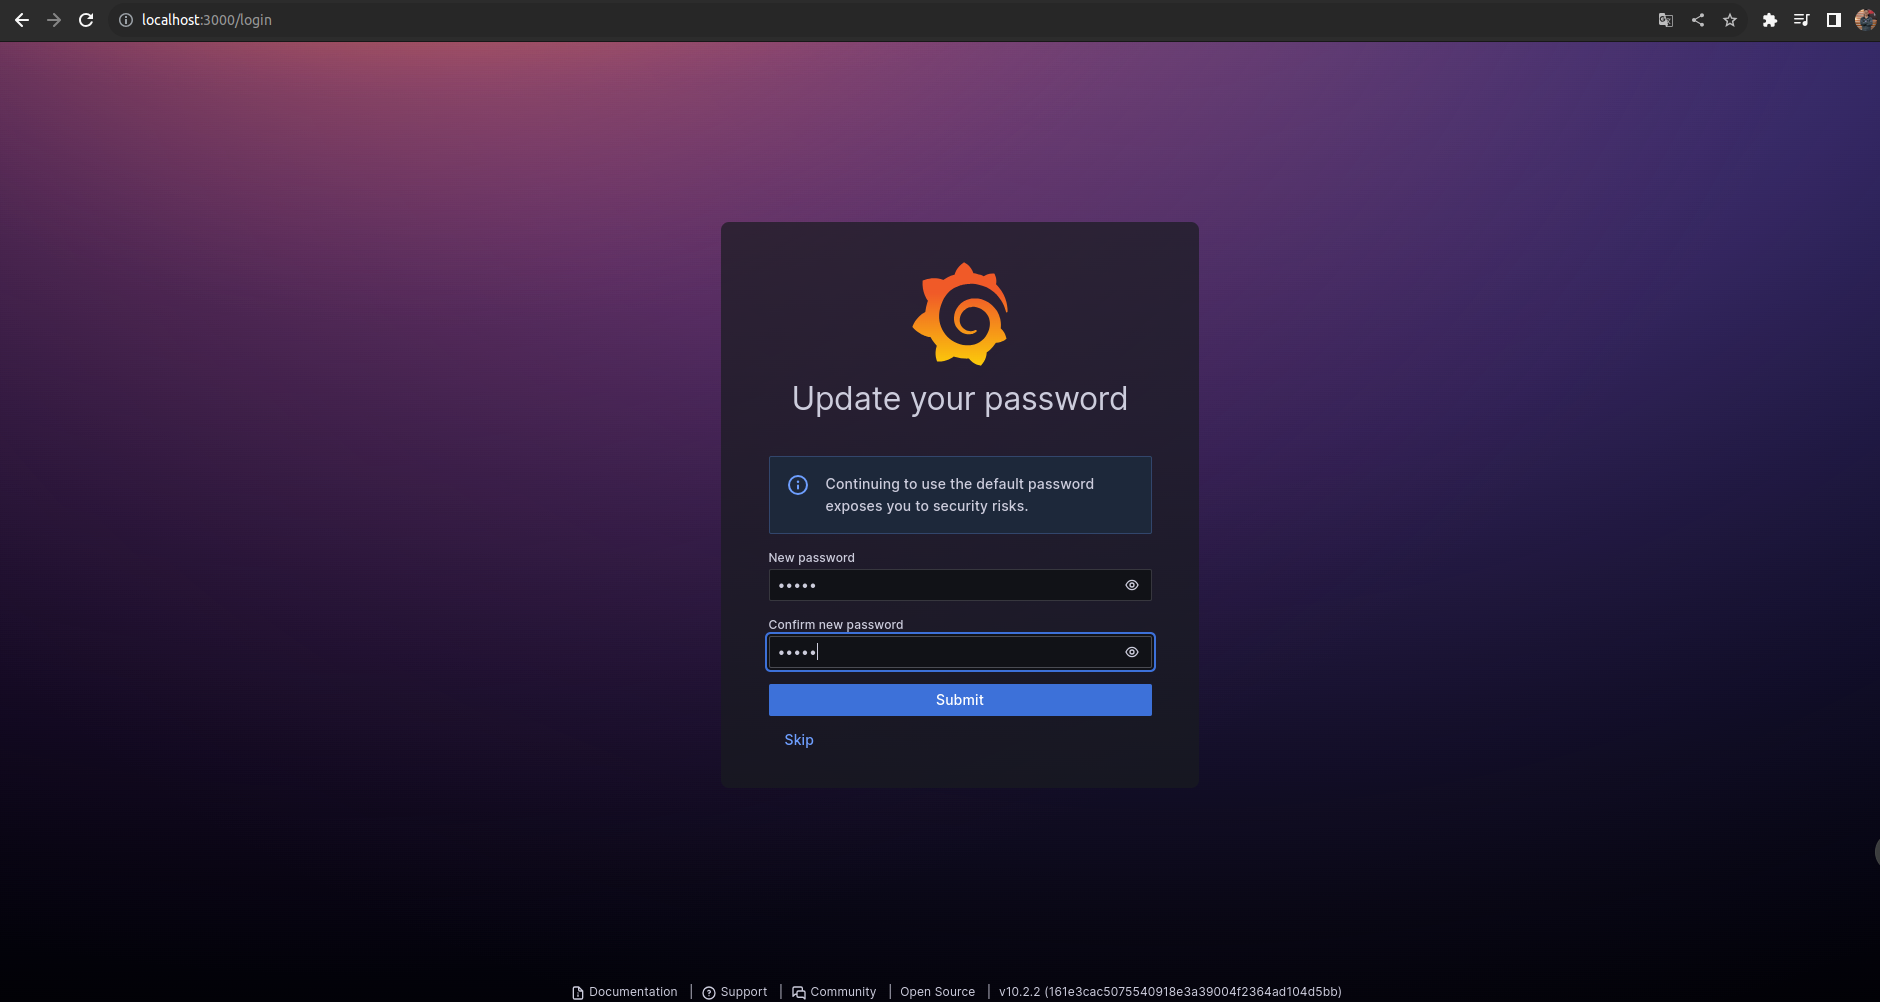 localhost:3000/login
Update your password
Continuing to use the default password
exposes you to security risks.
New password
•••••
Confirm new password
•••••
Submit
Skip
Documentation | Support | Community | Open Source | v10.2.2 (161e3cac5075540918e3a39004f2364ad104d5bb)